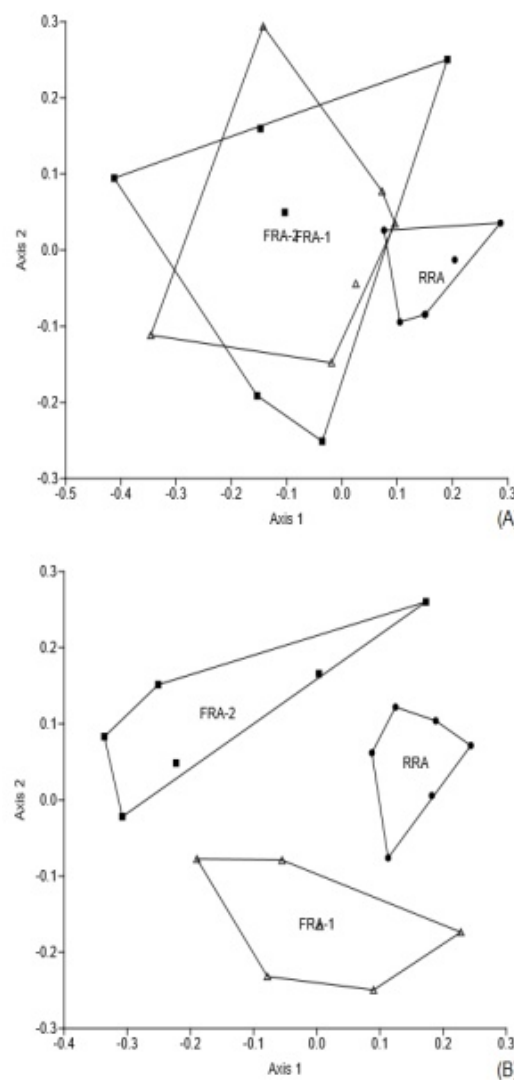 0.3
0.2
0.1
0.0
-0.1
-0.2
-0.3
Axis 2
FRA-2 FRA-1
RRA
-0.5 -0.4 -0.3 -0.2 -0.1 0.0 0.1 0.2 0.3
Axis 1
(A
0.3
0.2
0.1
0.0
-0.1
-0.2
-0.3
Axis 2
FRA-2
RRA
FRA-1
-0.4 -0.3 -0.2 -0.1 0.0 0.1 0.2 0.3
Axis 1
(B